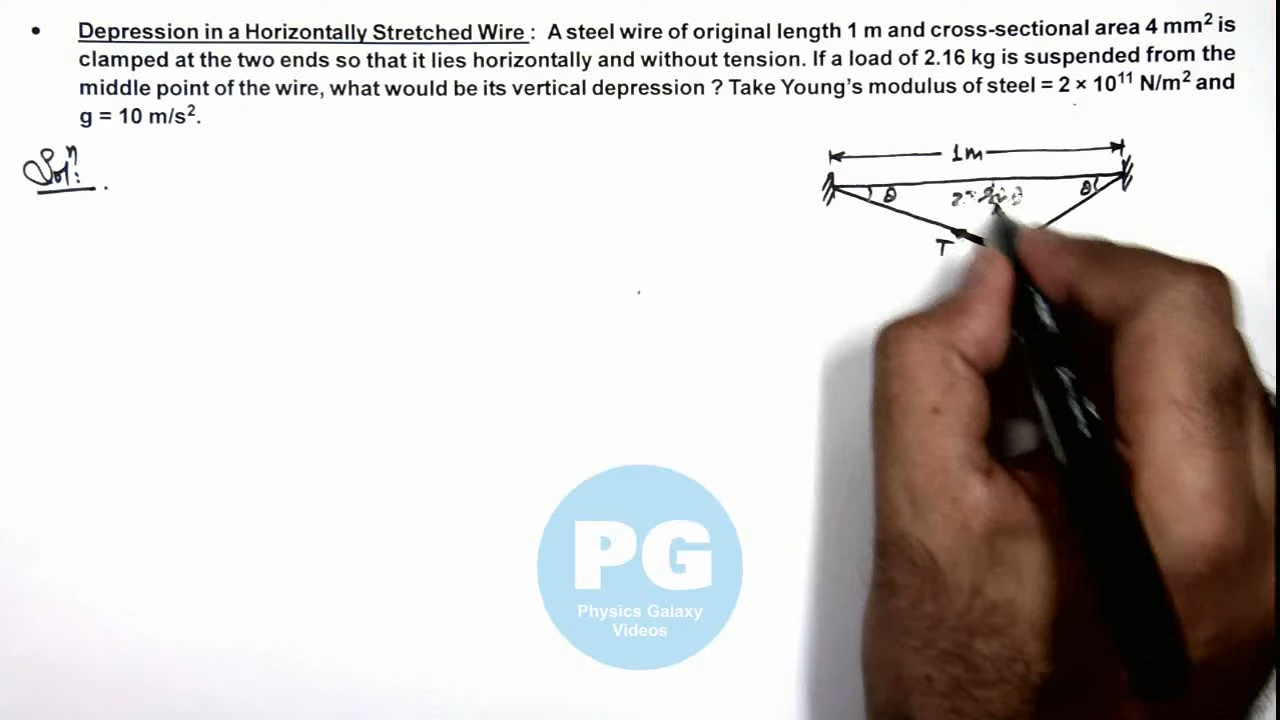 • Depression in a Horizontally Stretched Wire : A steel wire of original length 1 m and cross-sectional area 4 mm² is
clamped at the two ends so that it lies horizontally and without tension. If a load of 2.16 kg is suspended from the
middle point of the wire, what would be its vertical depression ? Take Young's modulus of steel = 2 × 10¹¹ N/m² and
g = 10 m/s².
Solⁿ:
1m
θ
θ
T
PG
Physics Galaxy
Videos